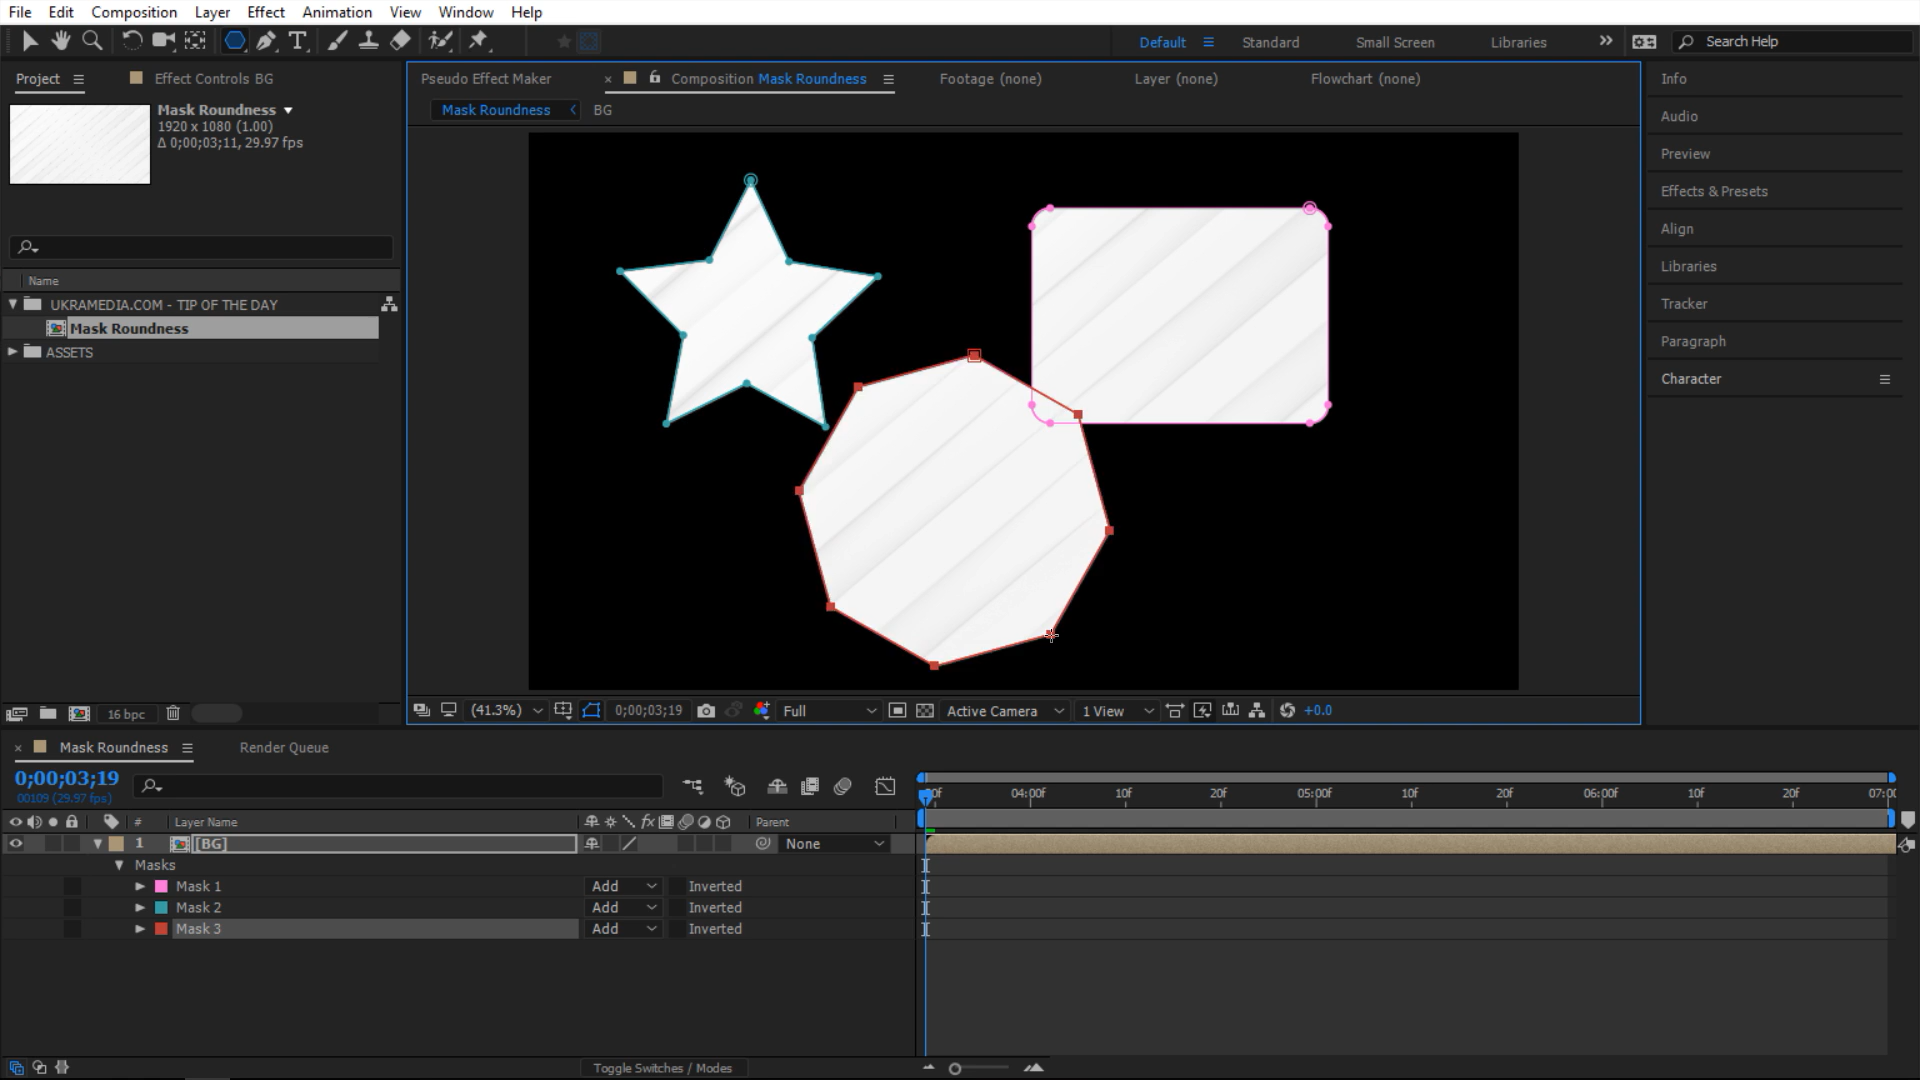 File Edit Composition Layer Effect Animation View Window Help
Default Standard Small Screen Libraries Search Help
Project Effect Controls BG
Pseudo Effect Maker Composition Mask Roundness Footage (none) Layer (none) Flowchart (none)
Mask Roundness BG
Mask Roundness
1920 x 1080 (1.00)
Δ 0;00;03;11, 29.97 fps
Name
UKRAMEDIA.COM - TIP OF THE DAY
Mask Roundness
ASSETS
16 bpc
Info
Audio
Preview
Effects & Presets
Align
Libraries
Tracker
Paragraph
Character
(41.3%) 0;00;03;19 Full Active Camera 1 View +0.0
Mask Roundness Render Queue
0;00;03;19
00109 (29.97 fps)
04:00f 10f 20f 05:00f 10f 20f 06:00f 10f 20f
# Layer Name fx Parent
1 [BG] None
Masks
Mask 1 Add Inverted
Mask 2 Add Inverted
Mask 3 Add Inverted
Toggle Switches / Modes